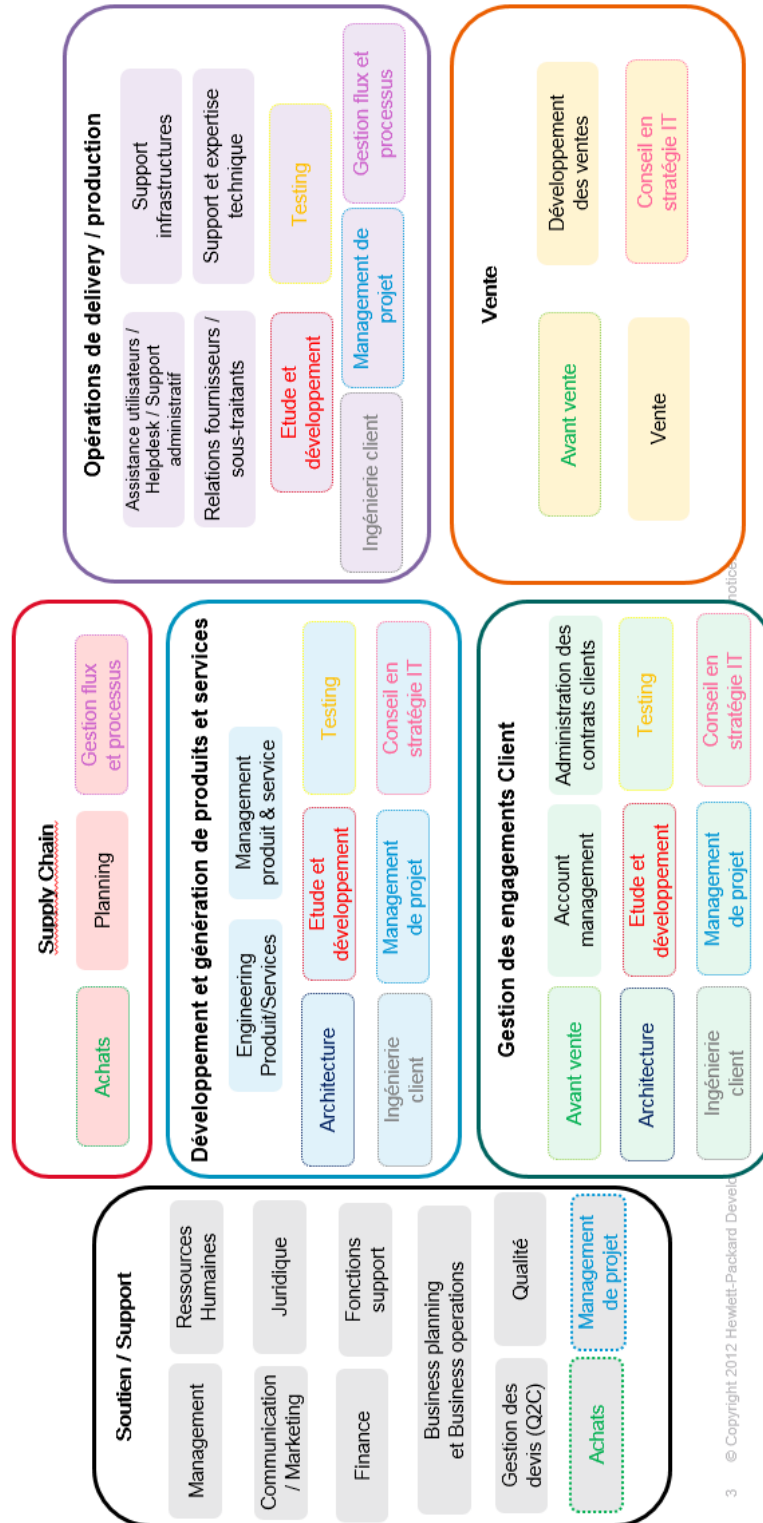 Soutien / Support
Management
Ressources
Humaines
Communication
/ Marketing
Juridique
Finance
Fonctions
support
Business planning
et Business operations
Gestion des
devis (Q2C)
Qualité
Achats
Management
de projet
Supply Chain
Achats
Planning
Gestion flux
et processus
Développement et génération de produits et services
Engineering
Produit/Services
Management
produit & service
Architecture
Etude et
développement
Testing
Ingénierie
client
Management
de projet
Conseil en
stratégie IT
Gestion des engagements Client
Avant vente
Account
management
Administration des
contrats clients
Architecture
Etude et
développement
Testing
Ingénierie
client
Management
de projet
Conseil en
stratégie IT
Opérations de delivery / production
Assistance utilisateurs /
Helpdesk / Support
administratif
Support
infrastructures
Relations fournisseurs /
sous-traitants
Support et expertise
technique
Etude et
développement
Testing
Ingénierie client
Management de
projet
Gestion flux et
processus
Vente
Avant vente
Développement
des ventes
Vente
Conseil en
stratégie IT
3 © Copyright 2012 Hewlett-Packard Develo
notice